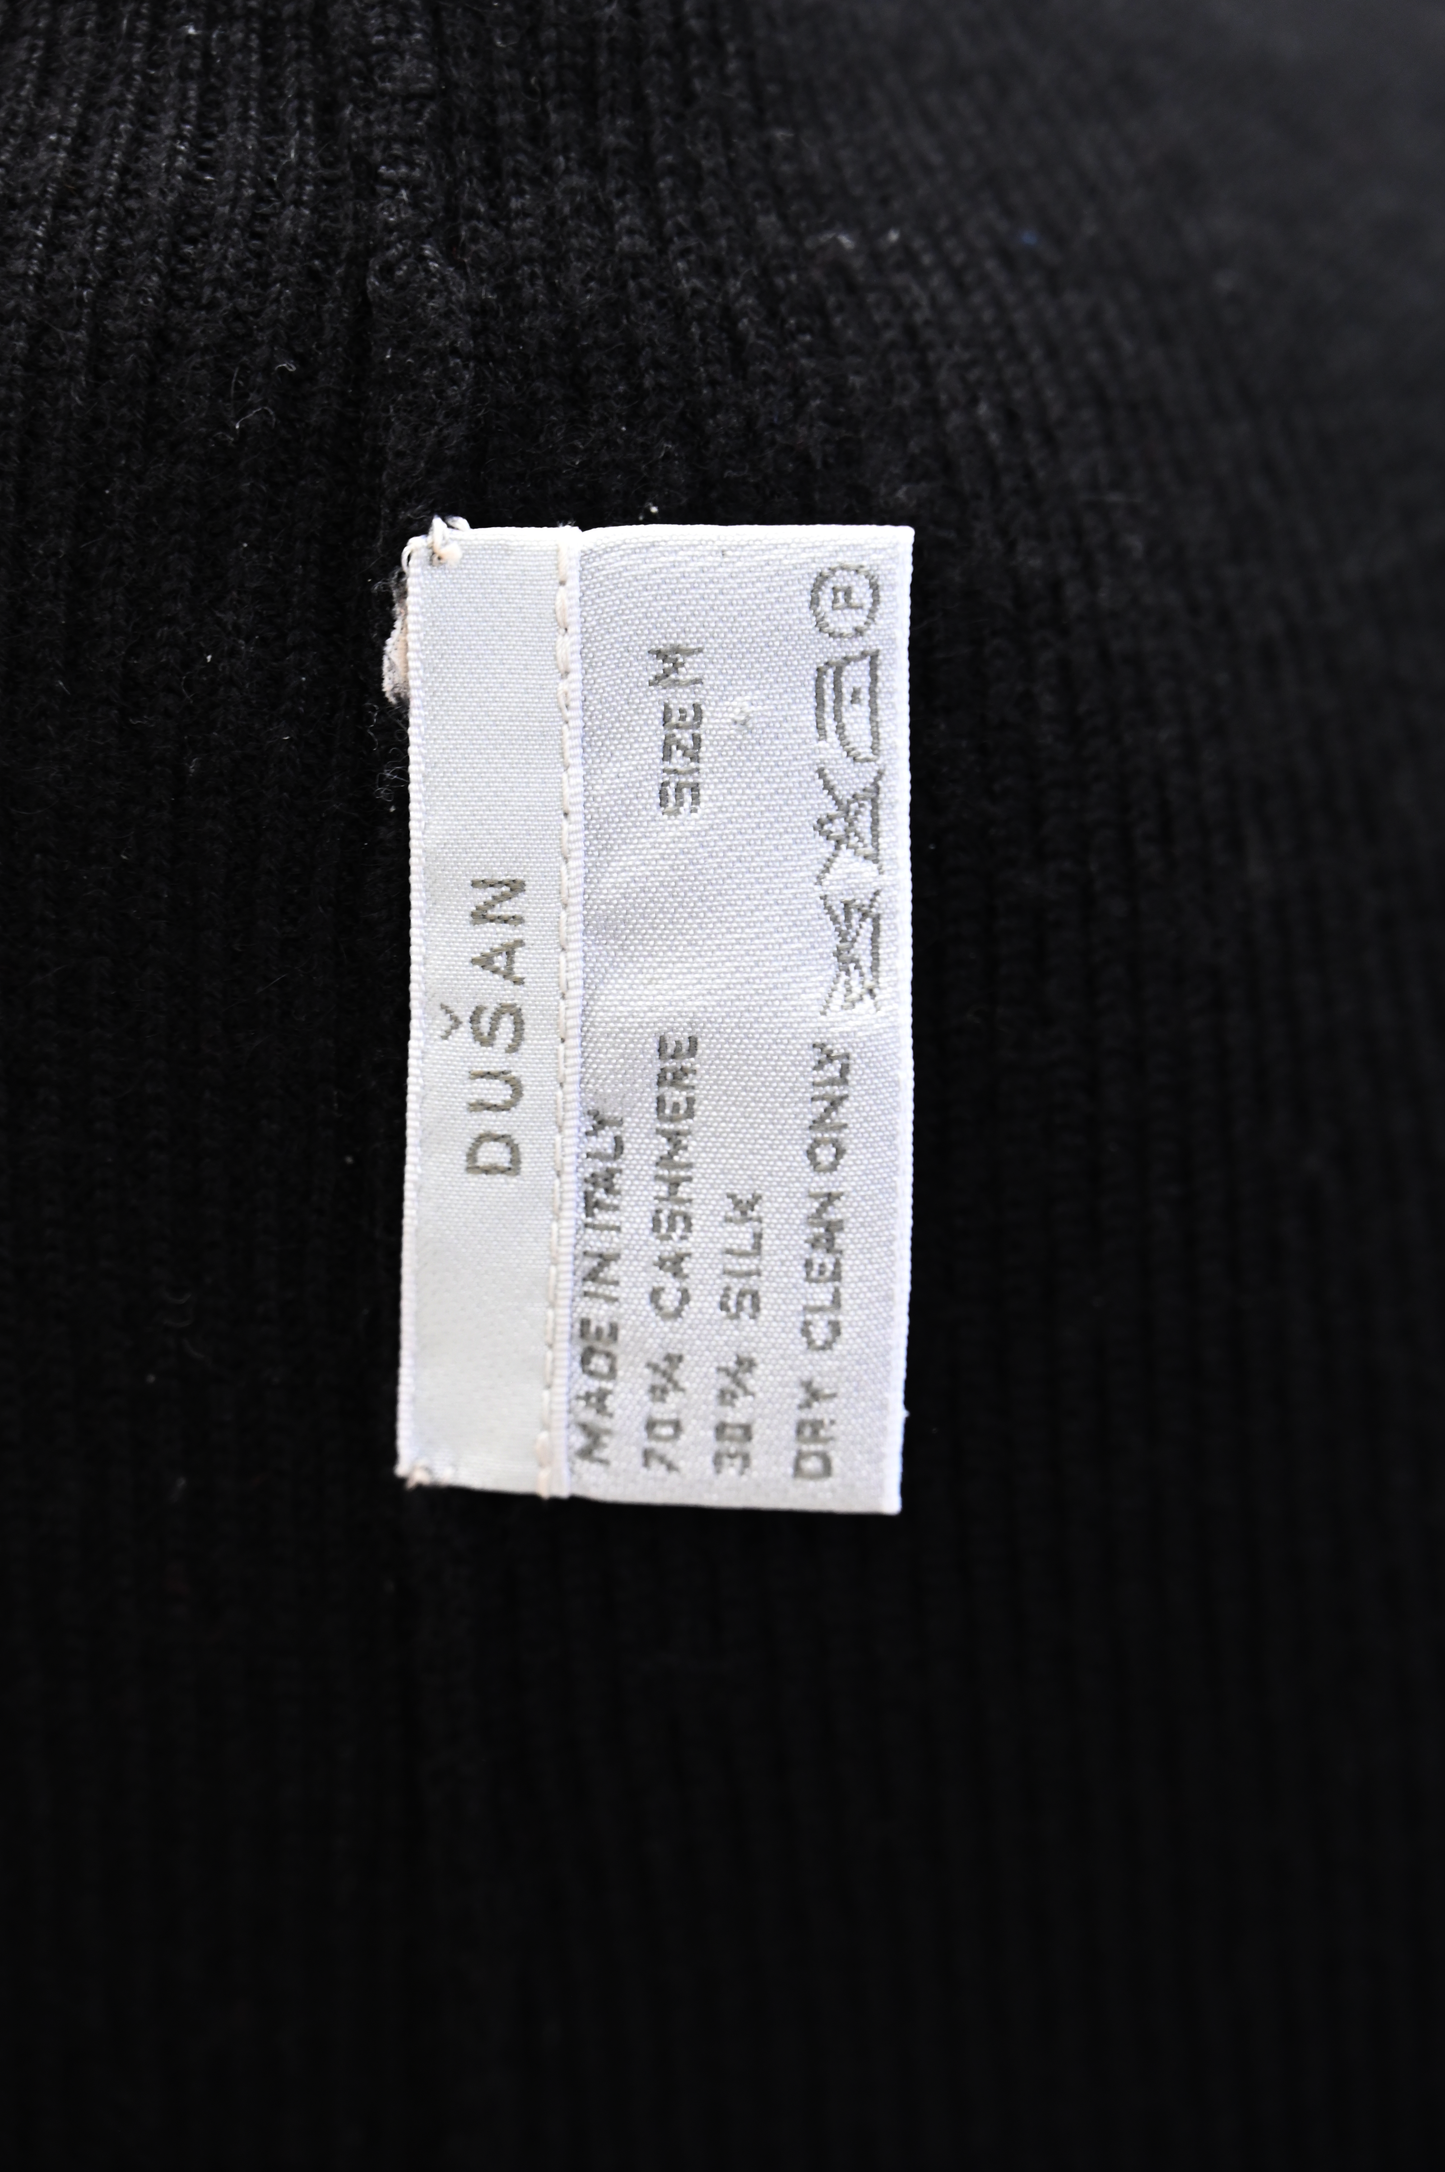 DUŠAN
MADE IN ITALY
70% CASHMERE SIZE M
30% SILK
DRY CLEAN ONLY P